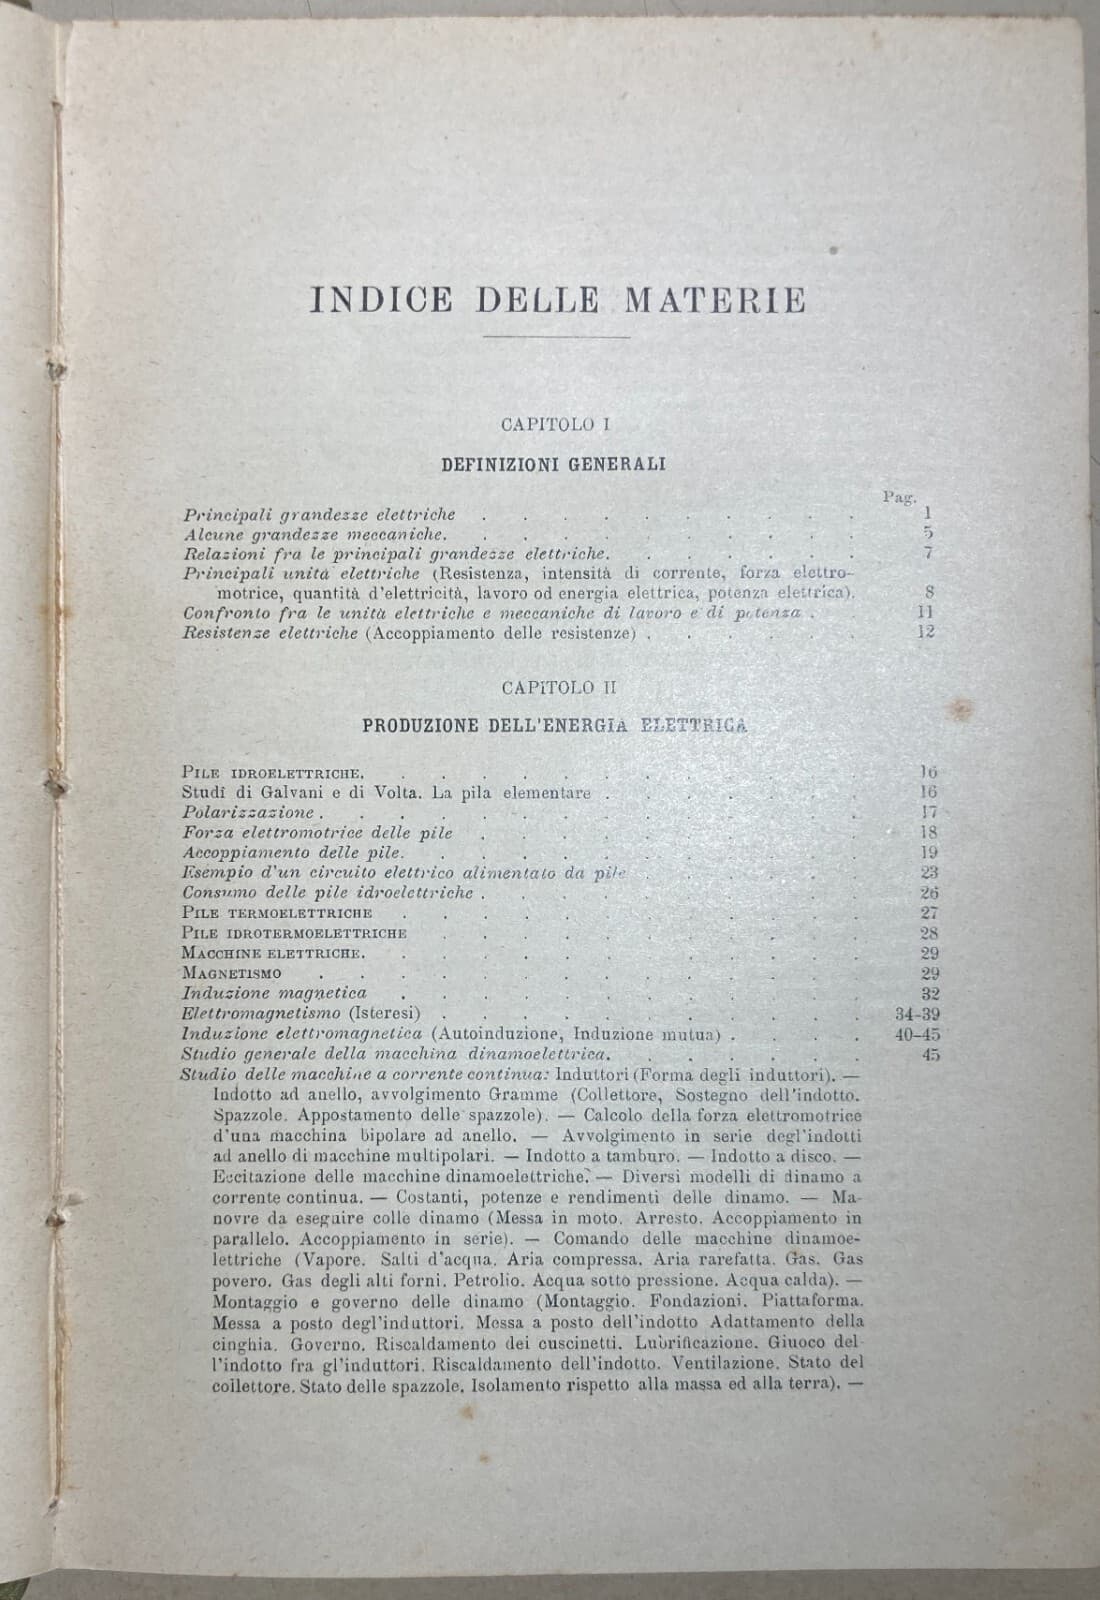 INDICE DELLE MATERIE
CAPITOLO I
DEFINIZIONI GENERALI
Pag.
Principali grandezze elettriche . . . . . . . . . . 1
Alcune grandezze meccaniche. . . . . . . . . . . 5
Relazioni fra le principali grandezze elettriche. . . . . . . 7
Principali unità elettriche (Resistenza, intensità di corrente, forza elettro-
motrice, quantità d'elettricità, lavoro od energia elettrica, potenza elettrica). 8
Confronto fra le unità elettriche e meccaniche di lavoro e di potenza . . 11
Resistenze elettriche (Accoppiamento delle resistenze) . . . . . . 12
CAPITOLO II
PRODUZIONE DELL'ENERGIA ELETTRICA
PILE IDROELETTRICHE. . . . . . . . . . . . . 16
Studî di Galvani e di Volta. La pila elementare . . . . . . . 16
Polarizzazione . . . . . . . . . . . . . . 17
Forza elettromotrice delle pile . . . . . . . . . . 18
Accoppiamento delle pile. . . . . . . . . . . . 19
Esempio d'un circuito elettrico alimentato da pile . . . . . . 23
Consumo delle pile idroelettriche . . . . . . . . . . 26
PILE TERMOELETTRICHE . . . . . . . . . . . . 27
PILE IDROTERMOELETTRICHE . . . . . . . . . . . 28
MACCHINE ELETTRICHE. . . . . . . . . . . . . 29
MAGNETISMO . . . . . . . . . . . . . . 29
Induzione magnetica . . . . . . . . . . . . 32
Elettromagnetismo (Isteresi) . . . . . . . . . . . 34-39
Induzione elettromagnetica (Autoinduzione, Induzione mutua) . . . . 40-45
Studio generale della macchina dinamoelettrica. . . . . . . 45
Studio delle macchine a corrente continua: Induttori (Forma degli induttori). —
Indotto ad anello, avvolgimento Gramme (Collettore, Sostegno dell'indotto.
Spazzole. Appostamento delle spazzole). — Calcolo della forza elettromotrice
d'una macchina bipolare ad anello. — Avvolgimento in serie degl'indotti
ad anello di macchine multipolari. — Indotto a tamburo. — Indotto a disco. —
Eccitazione delle macchine dinamoelettriche. — Diversi modelli di dinamo a
corrente continua. — Costanti, potenze e rendimenti delle dinamo. — Ma-
novre da eseguire colle dinamo (Messa in moto. Arresto. Accoppiamento in
parallelo. Accoppiamento in serie). — Comando delle macchine dinamoe-
lettriche (Vapore. Salti d'acqua. Aria compressa. Aria rarefatta. Gas. Gas
povero. Gas degli alti forni. Petrolio. Acqua sotto pressione. Acqua calda). —
Montaggio e governo delle dinamo (Montaggio. Fondazioni. Piattaforma.
Messa a posto degl'induttori. Messa a posto dell'indotto Adattamento della
cinghia. Governo. Riscaldamento dei cuscinetti. Lubrificazione. Giuoco del-
l'indotto fra gl'induttori. Riscaldamento dell'indotto. Ventilazione. Stato del
collettore. Stato delle spazzole. Isolamento rispetto alla massa ed alla terra). —